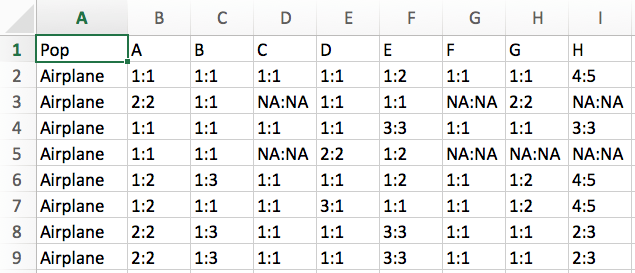 A B C D E F G H I
1 Pop A B C D E F G H
2 Airplane 1:1 1:1 1:1 1:1 1:2 1:1 1:1 4:5
3 Airplane 2:2 1:1 NA:NA 1:1 1:1 NA:NA 2:2 NA:NA
4 Airplane 1:1 1:1 1:1 1:1 3:3 1:1 1:1 3:3
5 Airplane 1:1 1:1 NA:NA 2:2 1:2 NA:NA NA:NA NA:NA
6 Airplane 1:2 1:3 1:1 1:1 1:2 1:1 1:2 4:5
7 Airplane 1:2 1:1 1:1 3:1 1:1 1:1 1:2 4:5
8 Airplane 2:2 1:3 1:1 1:1 3:3 1:1 1:1 2:3
9 Airplane 2:2 1:3 1:1 1:1 3:3 1:1 1:1 2:3